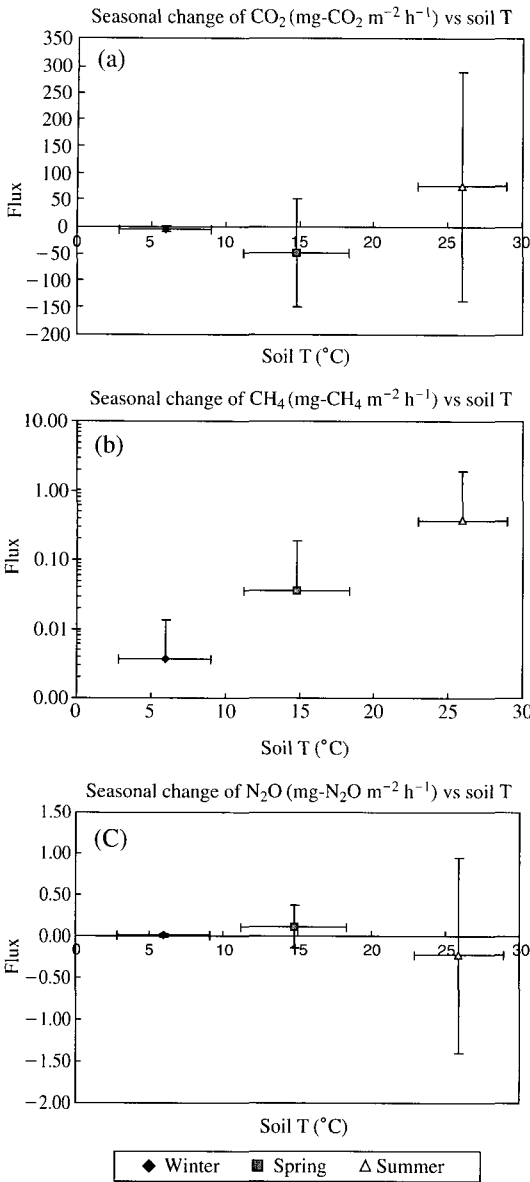 Seasonal change of CO₂ (mg-CO₂ m⁻² h⁻¹) vs soil T
(a)
350
300
250
200
150
100
50
0
−50
−100
−150
−200
Flux
0 5 10 15 20 25 30
Soil T (°C)
Seasonal change of CH₄ (mg-CH₄ m⁻² h⁻¹) vs soil T
(b)
10.00
1.00
0.10
0.01
0.00
Flux
0 5 10 15 20 25 30
Soil T (°C)
Seasonal change of N₂O (mg-N₂O m⁻² h⁻¹) vs soil T
(C)
1.50
1.00
0.50
0.00
−0.50
−1.00
−1.50
−2.00
Flux
0 5 10 15 20 25 30
Soil T (°C)
Winter Spring Summer